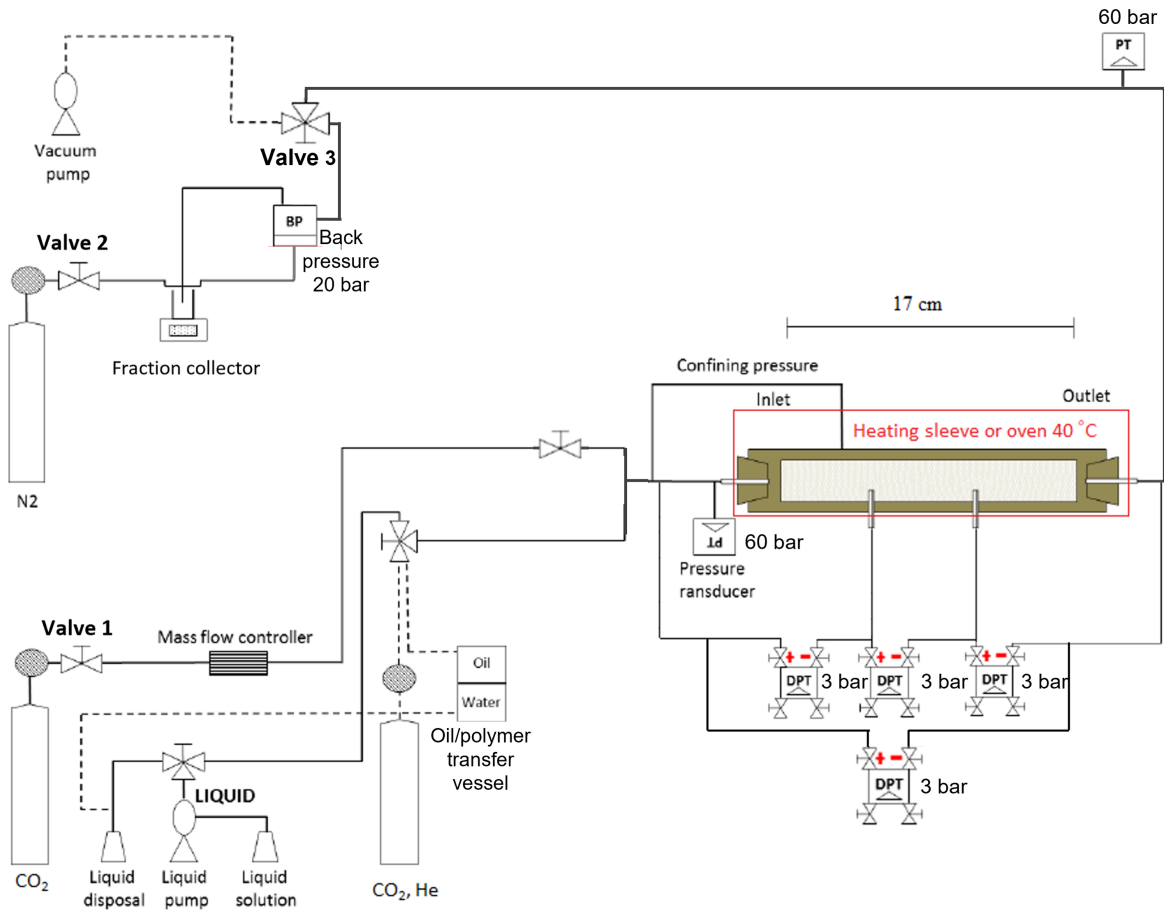 60 bar
PT
Vacuum
pump
Valve 3
BP
Back
pressure
20 bar
Valve 2
Fraction collector
N2
17 cm
Confining pressure
Inlet
Outlet
Heating sleeve or oven 40 °C
PT
60 bar
Pressure
ransducer
Valve 1
Mass flow controller
Oil
Water
Oil/polymer
transfer
vessel
+ -
DPT
3 bar
+ -
DPT
3 bar
+ -
DPT
3 bar
+ -
DPT
3 bar
LIQUID
CO2
Liquid
disposal
Liquid
pump
Liquid
solution
CO2, He